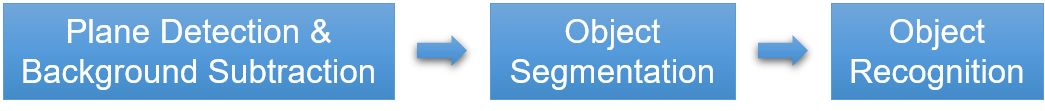 Plane Detection &
Background Subtraction
Object
Segmentation
Object
Recognition